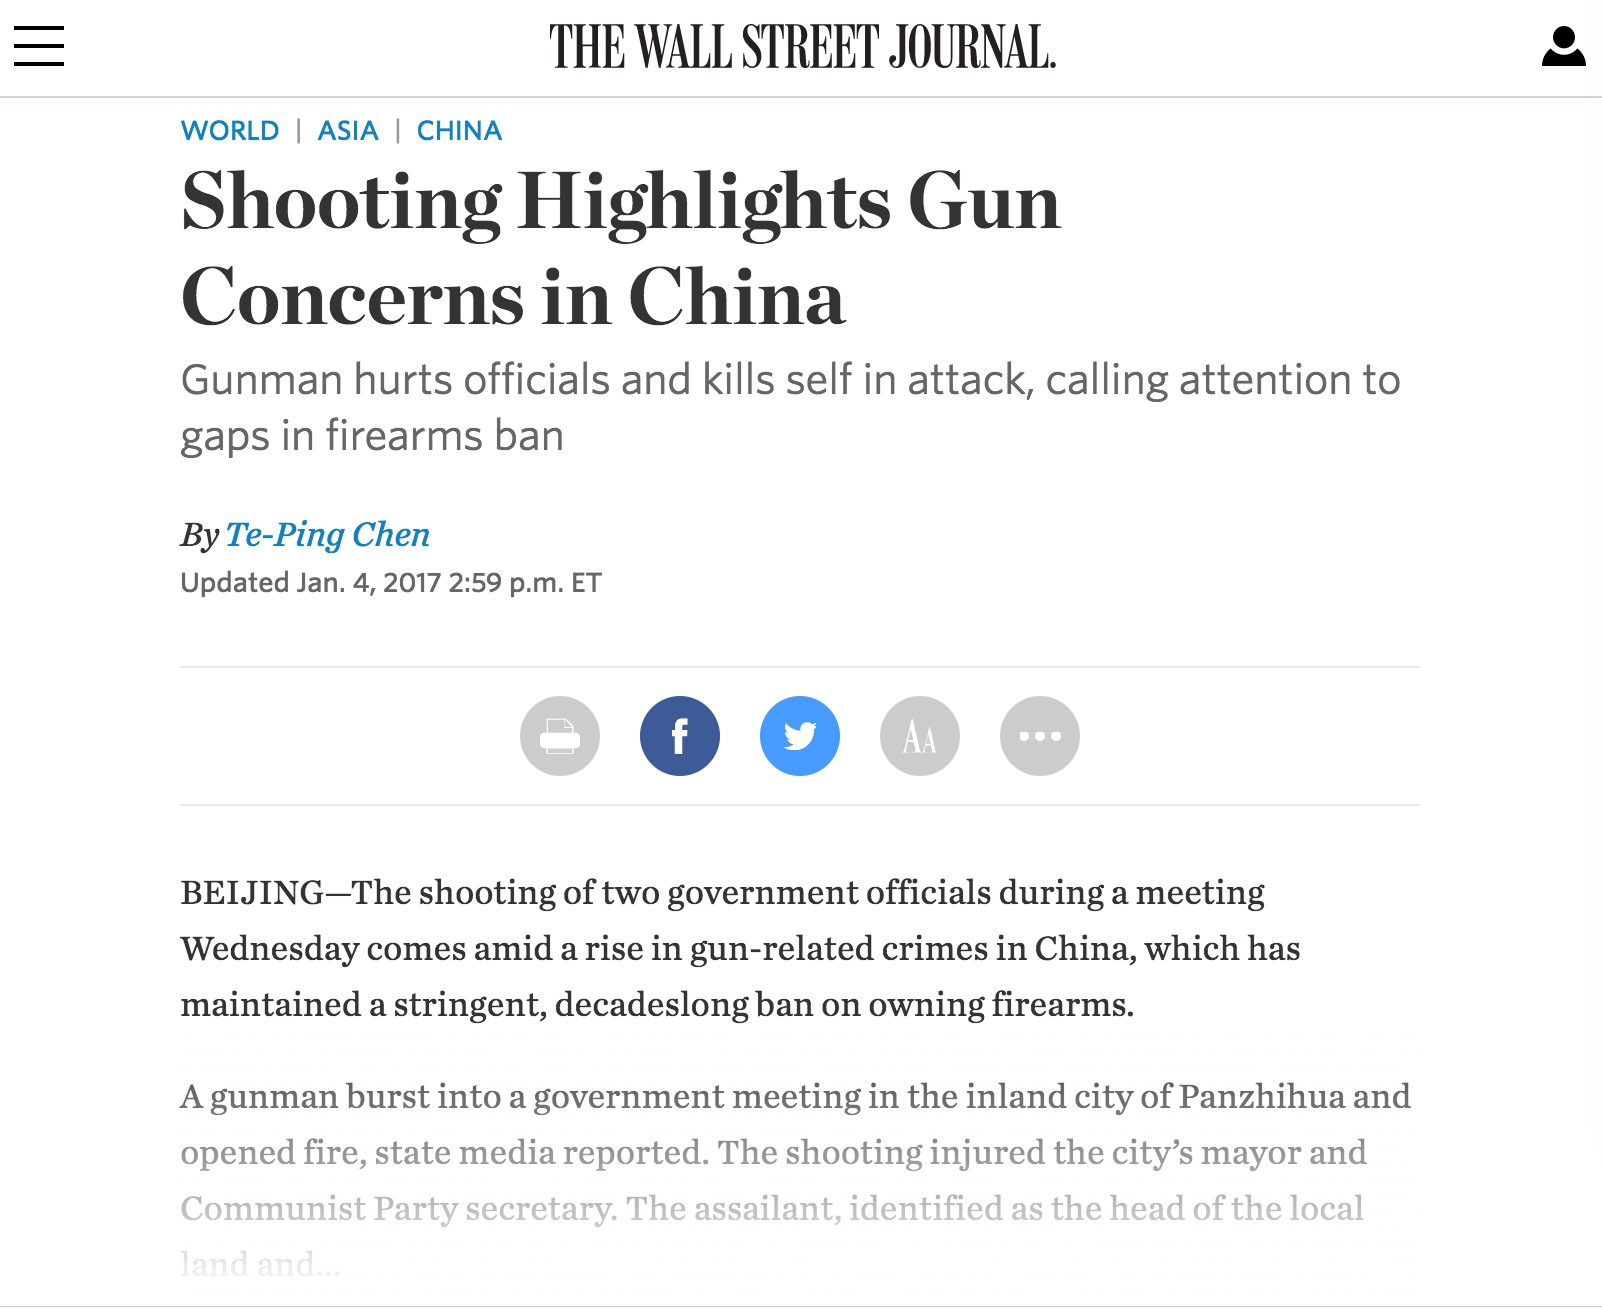 THE WALL STREET JOURNAL.
WORLD | ASIA | CHINA
Shooting Highlights Gun
Concerns in China
Gunman hurts officials and kills self in attack, calling attention to
gaps in firearms ban
By Te-Ping Chen
Updated Jan. 4, 2017 2:59 p.m. ET
f
AA
BEIJING—The shooting of two government officials during a meeting
Wednesday comes amid a rise in gun-related crimes in China, which has
maintained a stringent, decadeslong ban on owning firearms.
A gunman burst into a government meeting in the inland city of Panzhihua and
opened fire, state media reported. The shooting injured the city’s mayor and
Communist Party secretary. The assailant, identified as the head of the local
land and...